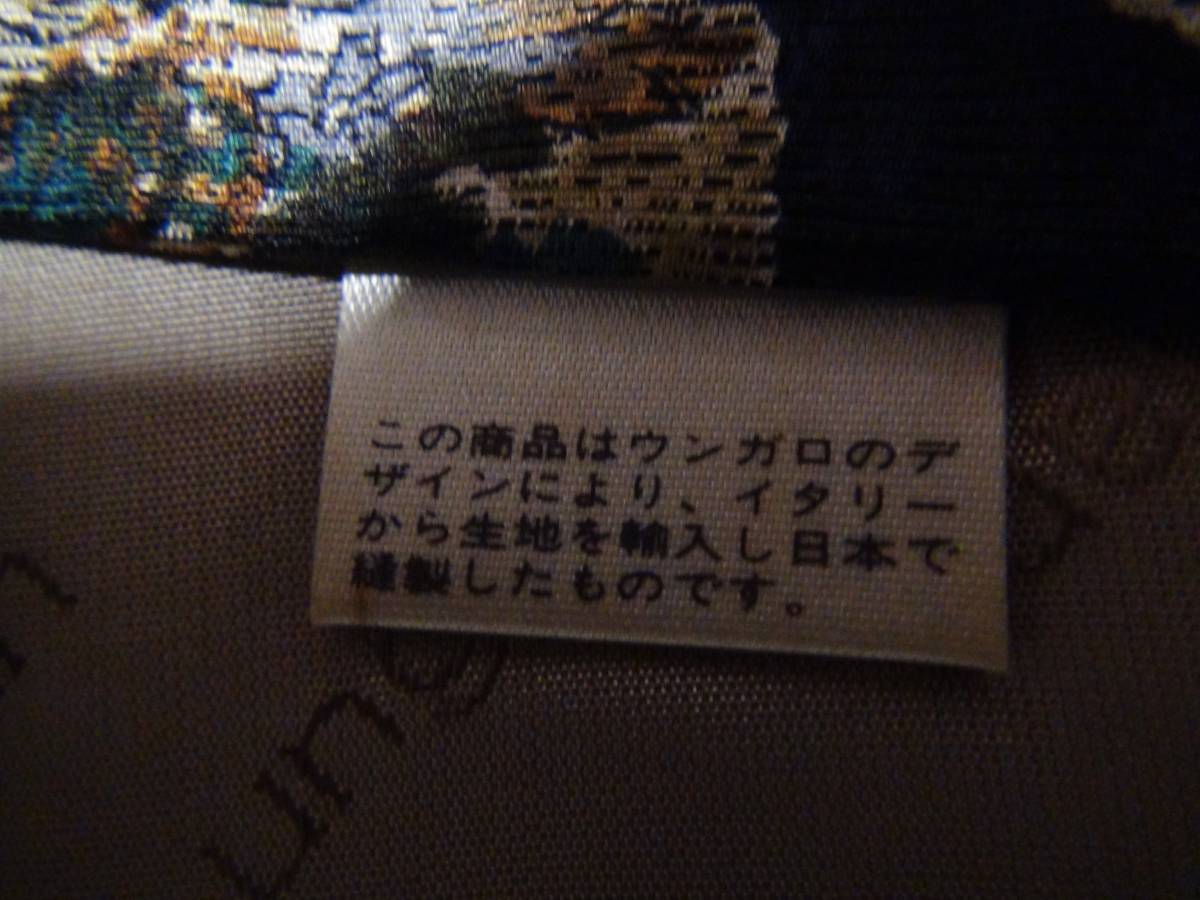 この商品はウンガロのデ
ザインにより、イタリー
から生地を輸入し日本で
縫製したものです。
ung